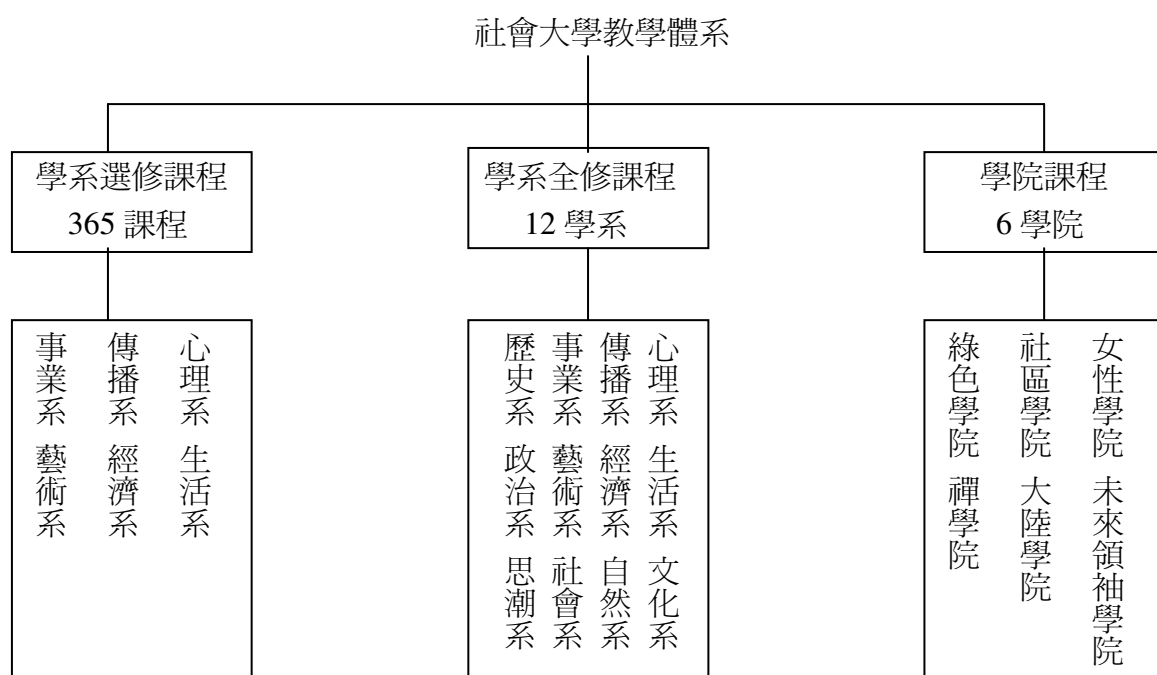 社會大學教學體系
學系選修課程
365 課程
學系全修課程
12 學系
學院課程
6 學院
心理系 生活系
傳播系 經濟系
事業系 藝術系
心理系 生活系 文化系
傳播系 經濟系 自然系
事業系 藝術系 社會系
歷史系 政治系 思潮系
女性學院 未來領袖學院
社區學院 大陸學院
綠色學院 禪學院